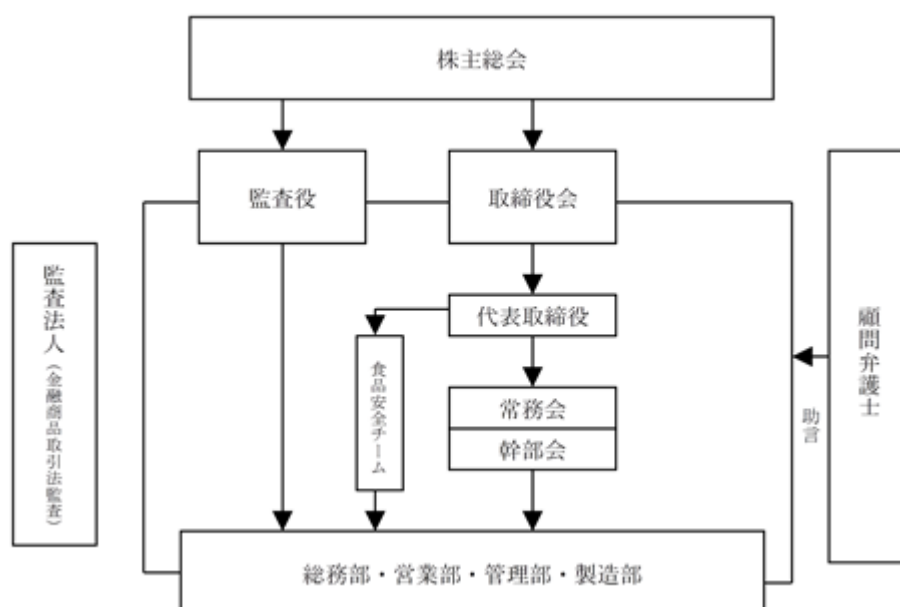 株主総会
監査役
取締役会
代表取締役
食品安全チーム
常務会
幹部会
総務部・営業部・管理部・製造部
監査法人（金融商品取引法監査）
顧問弁護士
助言